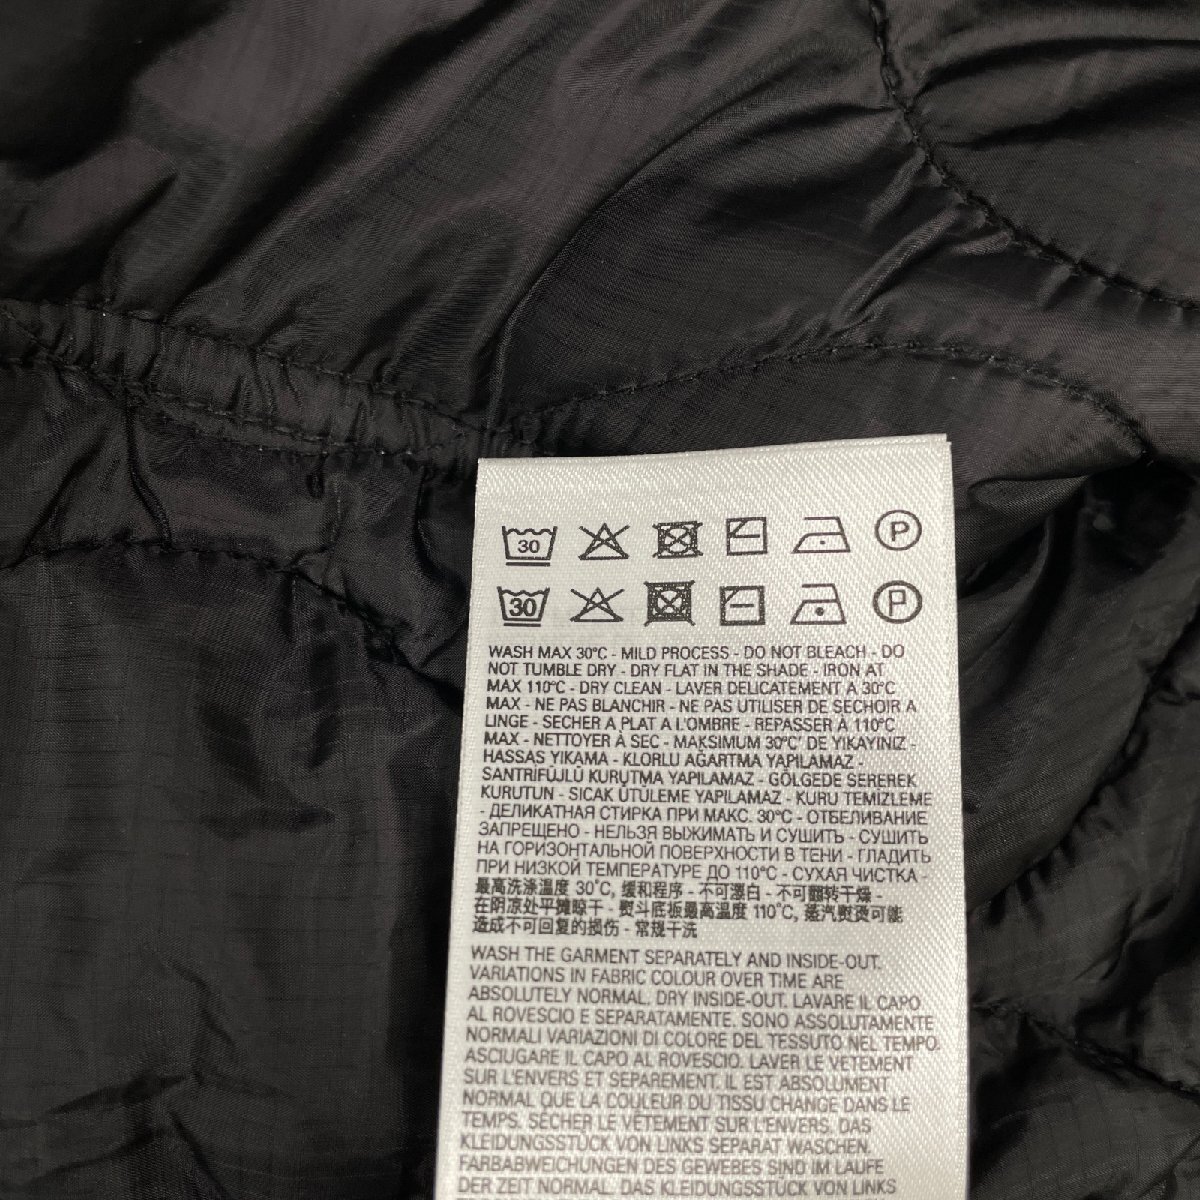 30 P
30 P
WASH MAX 30°C - MILD PROCESS - DO NOT BLEACH - DO
NOT TUMBLE DRY - DRY FLAT IN THE SHADE - IRON AT
MAX 110°C - DRY CLEAN - LAVER DELICATEMENT A 30°C
MAX - NE PAS BLANCHIR - NE PAS UTILISER DE SECHOIR A
LINGE - SECHER A PLAT A L'OMBRE - REPASSER À 110°C
MAX - NETTOYER À SEC - MAKSIMUM 30°C' DE YIKAYINIZ -
HASSAS YIKAMA - KLORLU AĞARTMA YAPILAMAZ -
SANTRİFÜJLÜ KURUTMA YAPILAMAZ - GÖLGEDE SEREREK
KURUTUN - SICAK ÜTÜLEME YAPILAMAZ - KURU TEMİZLEME
- ДЕЛИКАТНАЯ СТИРКА ПРИ МАКС. 30°C - ОТБЕЛИВАНИЕ
ЗАПРЕЩЕНО - НЕЛЬЗЯ ВЫЖИМАТЬ И СУШИТЬ - СУШИТЬ
НА ГОРИЗОНТАЛЬНОЙ ПОВЕРХНОСТИ В ТЕНИ - ГЛАДИТЬ
ПРИ НИЗКОЙ ТЕМПЕРАТУРЕ ДО 110°C - СУХАЯ ЧИСТКА -
最高洗涤温度 30°C, 缓和程序 - 不可漂白 - 不可翻转干燥 -
在阴凉处平摊晾干 - 熨斗底板最高温度 110°C, 蒸汽熨烫可能
造成不可回复的损伤 - 常规干洗
WASH THE GARMENT SEPARATELY AND INSIDE-OUT.
VARIATIONS IN FABRIC COLOUR OVER TIME ARE
ABSOLUTELY NORMAL. DRY INSIDE-OUT. LAVARE IL CAPO
AL ROVESCIO E SEPARATAMENTE. SONO ASSOLUTAMENTE
NORMALI VARIAZIONI DI COLORE DEL TESSUTO NEL TEMPO.
ASCIUGARE IL CAPO AL ROVESCIO. LAVER LE VETEMENT
SUR L'ENVERS ET SEPAREMENT. IL EST ABSOLUMENT
NORMAL QUE LA COULEUR DU TISSU CHANGE DANS LE
TEMPS. SÉCHER LE VÊTEMENT SUR L'ENVERS. DAS
KLEIDUNGSSTÜCK VON LINKS SEPARAT WASCHEN.
FARBABWEICHUNGEN DES GEWEBES SIND IM LAUFE
DER ZEIT NORMAL. DAS KLEIDUNGSSTÜCK VON LINKS